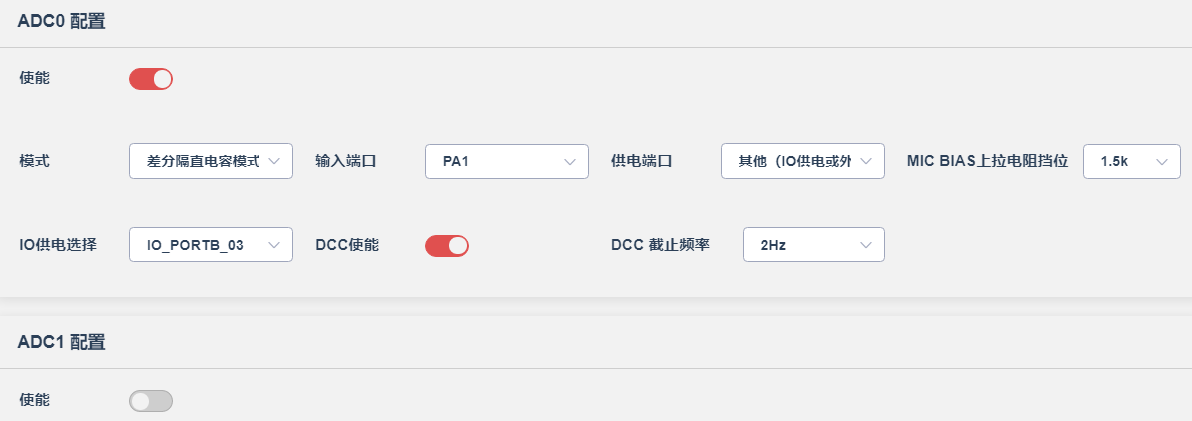 ADC0 配置
使能
模式 差分隔直电容模式 输入端口 PA1 供电端口 其他（IO供电或外 MIC BIAS上拉电阻挡位 1.5k
IO供电选择 IO_PORTB_03 DCC使能 DCC 截止频率 2Hz
ADC1 配置
使能